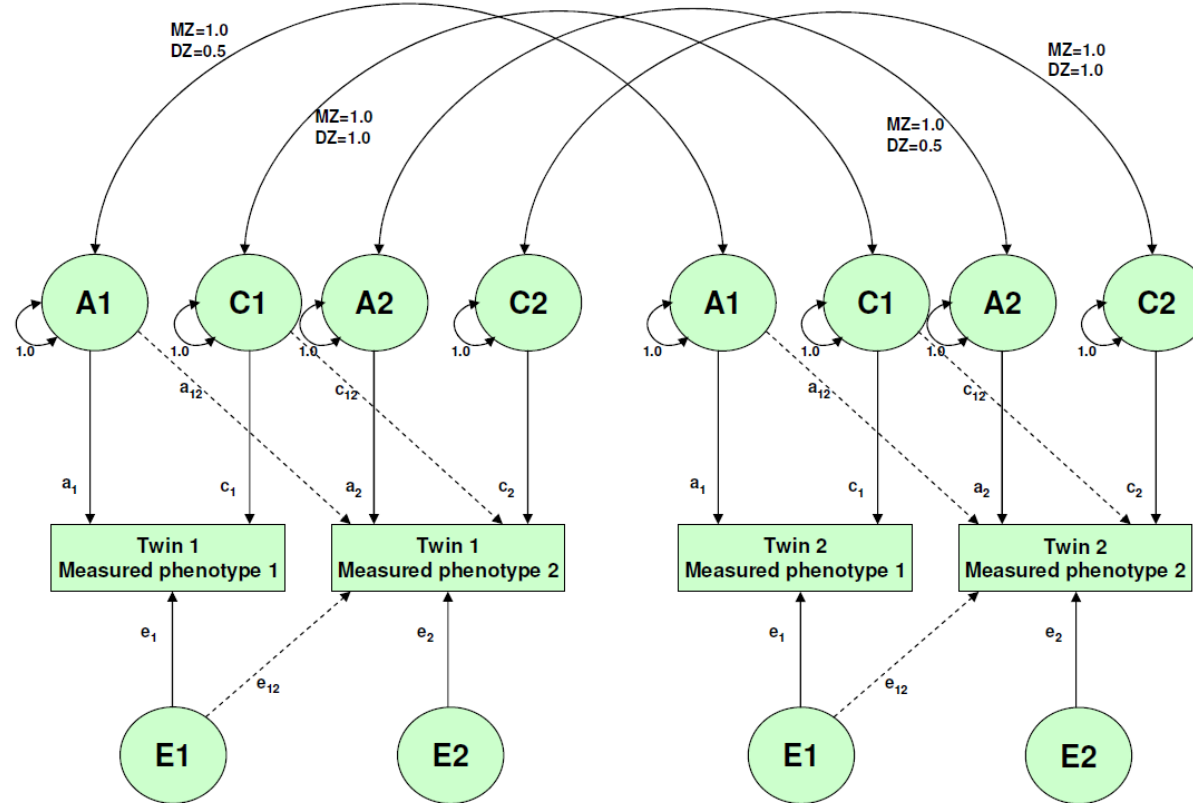 MZ=1.0
DZ=0.5
MZ=1.0
DZ=1.0
MZ=1.0
DZ=0.5
MZ=1.0
DZ=1.0
A1
C1
A2
C2
A1
C1
A2
C2
1.0
1.0
1.0
1.0
1.0
1.0
1.0
1.0
a12
c12
a12
c12
a1
c1
a2
c2
a1
c1
a2
c2
Twin 1
Measured phenotype 1
Twin 1
Measured phenotype 2
Twin 2
Measured phenotype 1
Twin 2
Measured phenotype 2
e1
e2
e1
e2
e12
e12
E1
E2
E1
E2